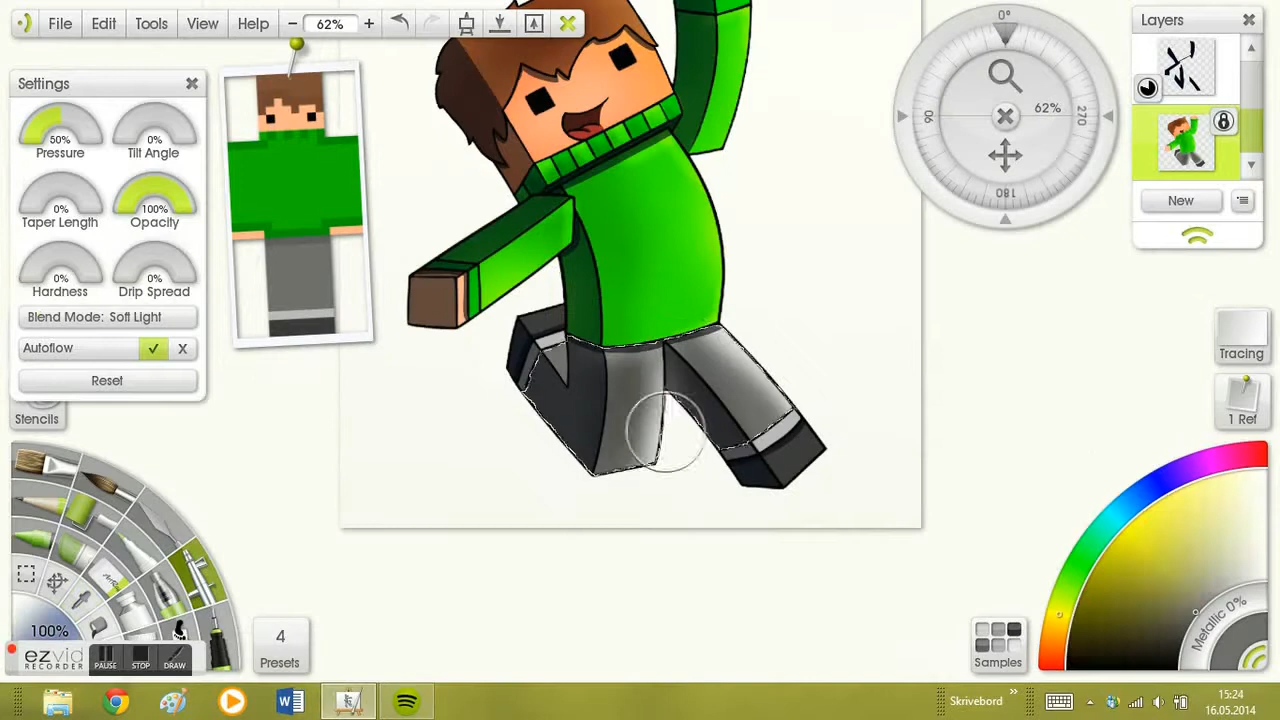 File Edit Tools View Help − 62% +
Settings
50% 0%
Pressure Tilt Angle
0% 100%
Taper Length Opacity
0% 0%
Hardness Drip Spread
Blend Mode: Soft Light
Autoflow X
Reset
Stencils
100%
ezvid
RECORDER
PAUSE STOP DRAW
4
Presets
0°
62%
90 270
180
Layers
New
Tracing
1 Ref
Metallic 0%
Samples
W
Skrivebord »
15:24
16.05.2014